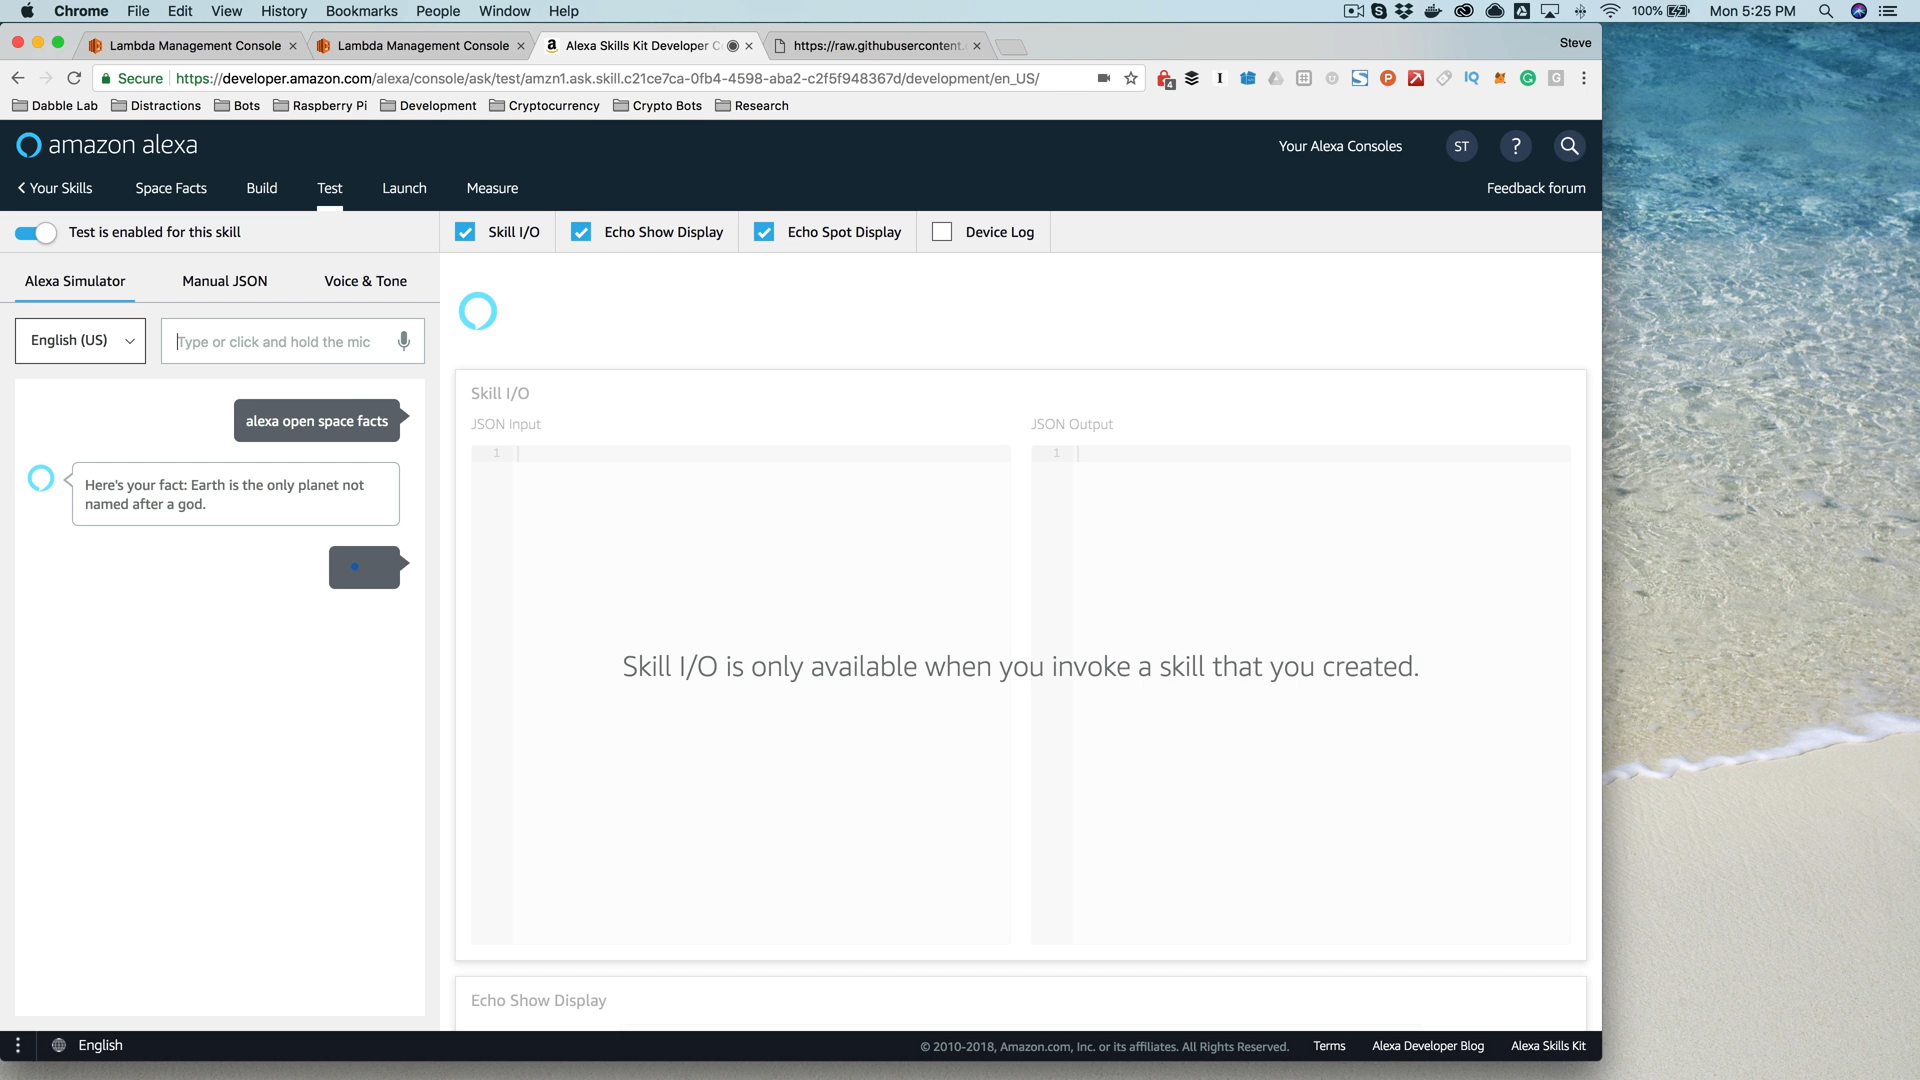 Chrome File Edit View History Bookmarks People Window Help 100% Mon 5:25 PM
Lambda Management Console Lambda Management Console Alexa Skills Kit Developer C https://raw.githubusercontent. Steve
Secure https://developer.amazon.com/alexa/console/ask/test/amzn1.ask.skill.c21ce7ca-0fb4-4598-aba2-c2f5f948367d/development/en_US/
Dabble Lab Distractions Bots Raspberry Pi Development Cryptocurrency Crypto Bots Research
amazon alexa Your Alexa Consoles ST ?
Your Skills Space Facts Build Test Launch Measure Feedback forum
Test is enabled for this skill Skill I/O Echo Show Display Echo Spot Display Device Log
Alexa Simulator Manual JSON Voice & Tone
English (US) Type or click and hold the mic
alexa open space facts
Here's your fact: Earth is the only planet not
named after a god.
Skill I/O
JSON Input JSON Output
1 1
Skill I/O is only available when you invoke a skill that you created.
Echo Show Display
English © 2010-2018, Amazon.com, Inc. or its affiliates. All Rights Reserved. Terms Alexa Developer Blog Alexa Skills Kit